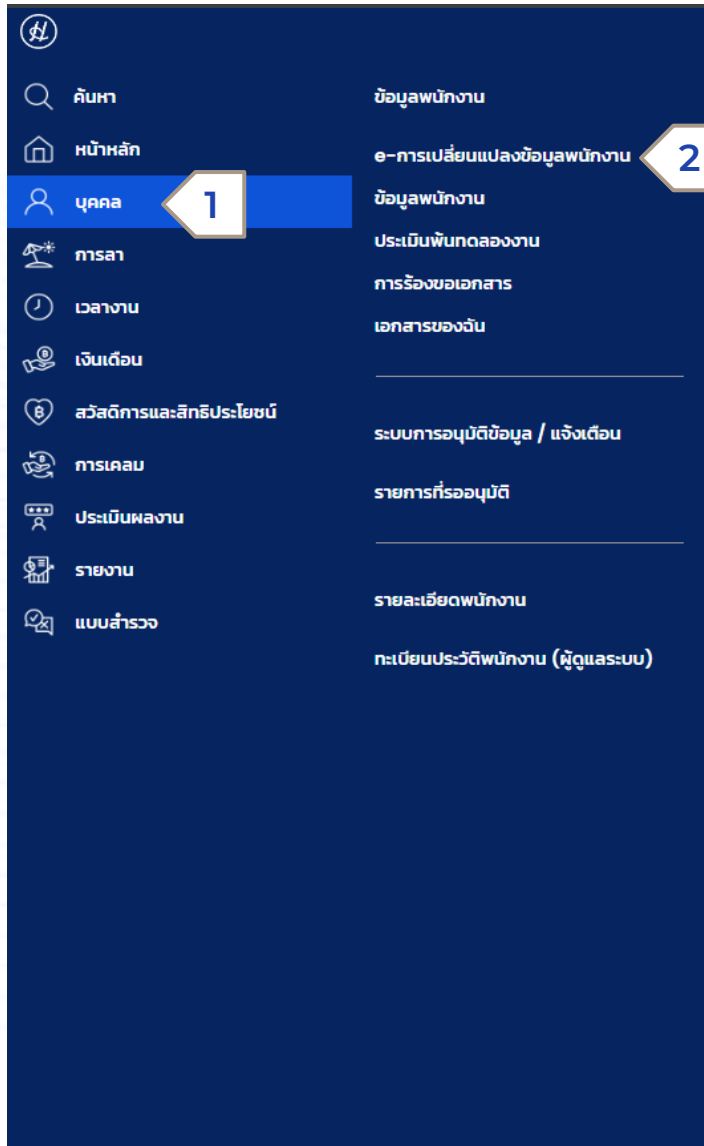 ค้นหา
หน้าหลัก
บุคคล
1
การลา
เวลางาน
เงินเดือน
สวัสดิการและสิทธิประโยชน์
การเคลม
ประเมินผลงาน
รายงาน
แบบสำรวจ
ข้อมูลพนักงาน
e-การเปลี่ยนแปลงข้อมูลพนักงาน
2
ข้อมูลพนักงาน
ประเมินพ้นทดลองงาน
การร้องขอเอกสาร
เอกสารของฉัน
ระบบการอนุมัติข้อมูล / แจ้งเตือน
รายการที่รออนุมัติ
รายละเอียดพนักงาน
ทะเบียนประวัติพนักงาน (ผู้ดูแลระบบ)